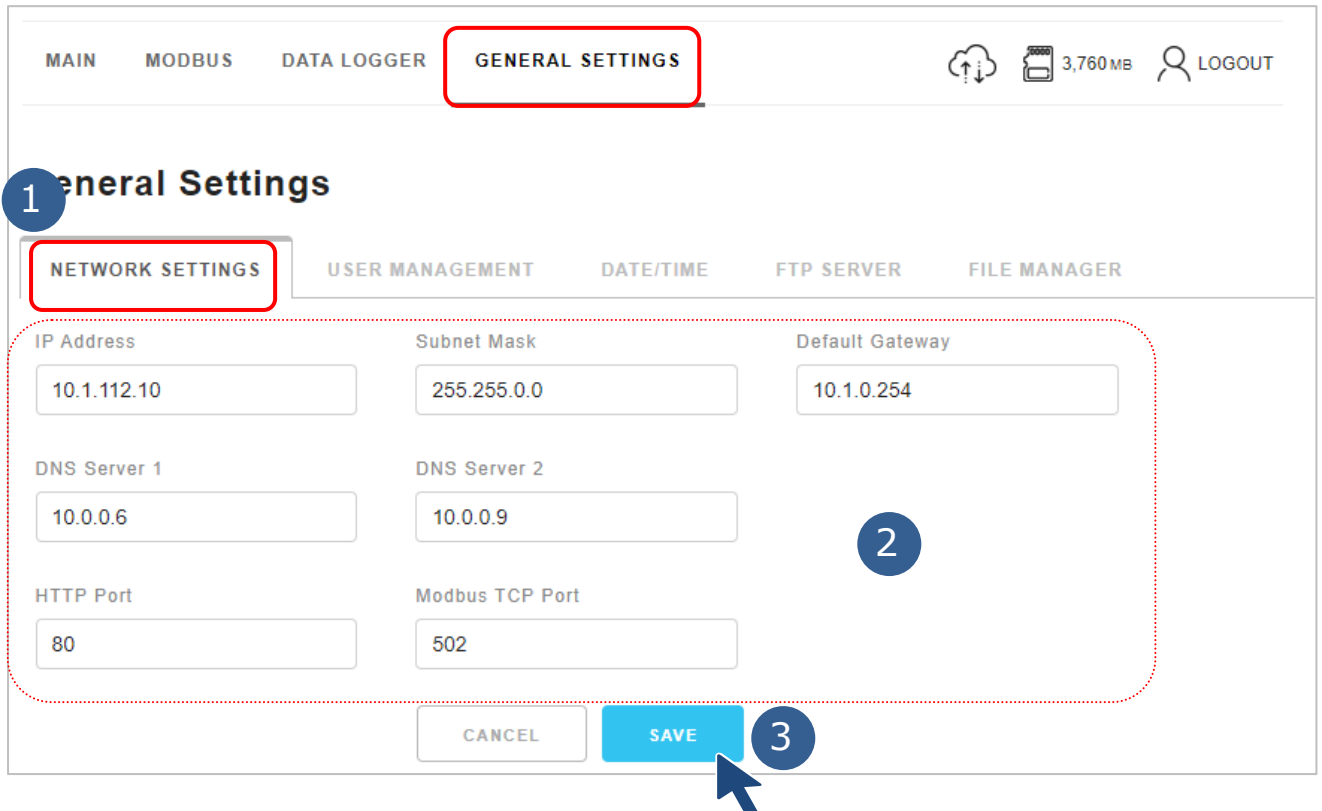 MAIN MODBUS DATA LOGGER GENERAL SETTINGS 3,760 MB LOGOUT
eneral Settings
1
NETWORK SETTINGS USER MANAGEMENT DATE/TIME FTP SERVER FILE MANAGER
IP Address Subnet Mask Default Gateway
10.1.112.10 255.255.0.0 10.1.0.254
DNS Server 1 DNS Server 2
10.0.0.6 10.0.0.9
2
HTTP Port Modbus TCP Port
80 502
CANCEL SAVE 3